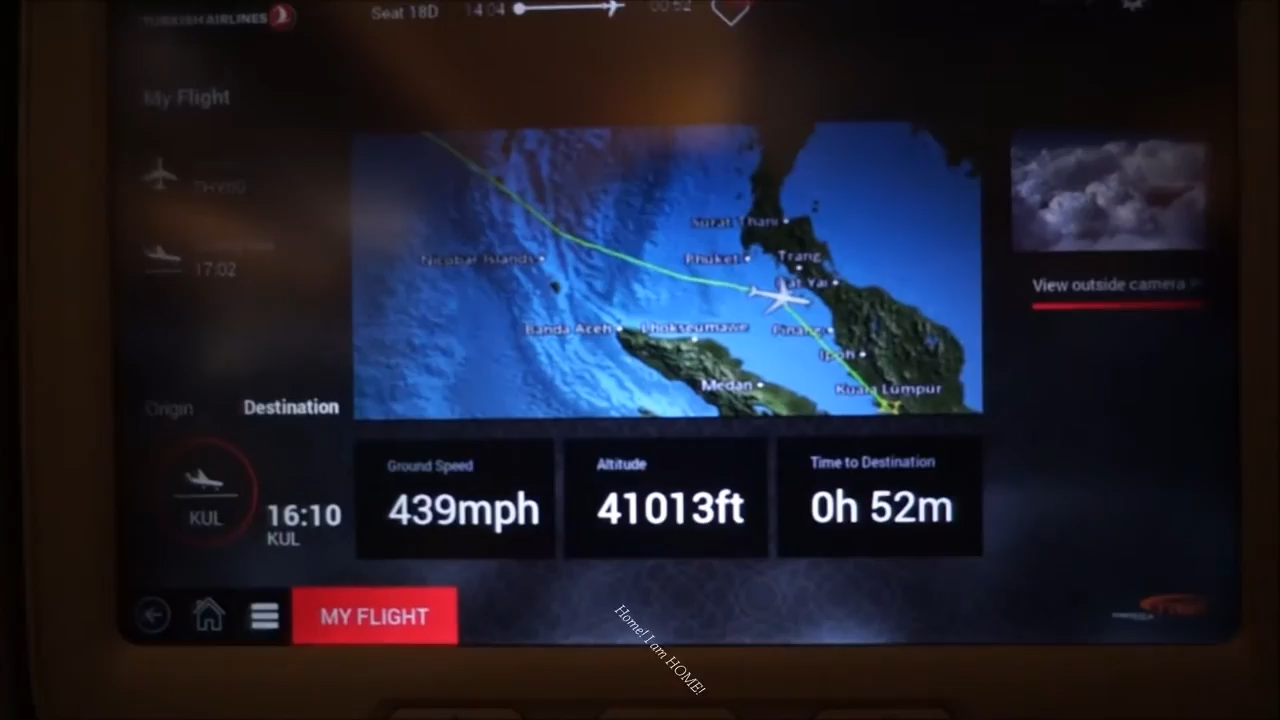 TURKISH AIRLINES
Seat 18D 14:04 00:52
My Flight
17:02
View outside camera
Surat Thani
Nicobar Islands
Phuket
Trang
Hat Yai
Banda Aceh
Lhokseumawe
Pinang
Ipoh
Medan
Kuala Lumpur
Origin Destination
KUL
16:10
KUL
Ground Speed
439mph
Altitude
41013ft
Time to Destination
0h 52m
MY FLIGHT
Home! I am HOME!